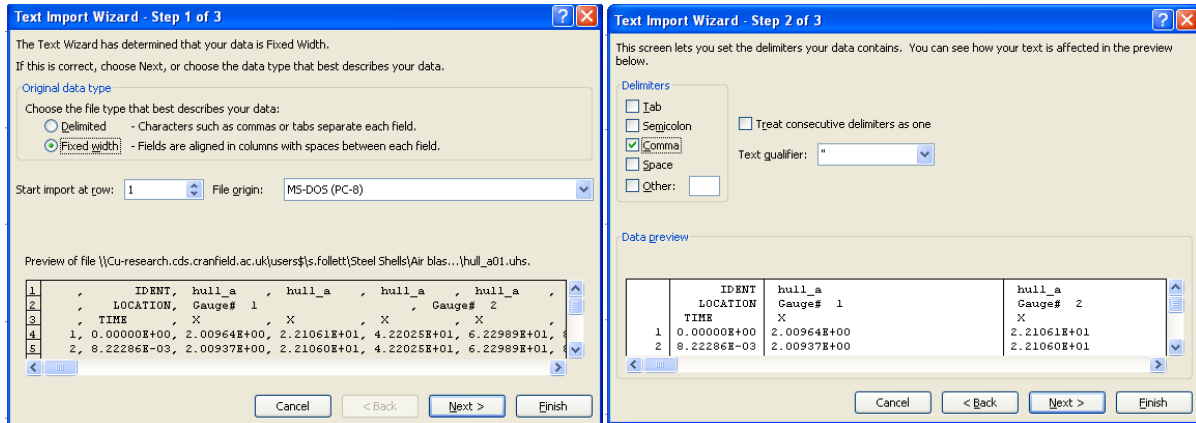 Text Import Wizard - Step 1 of 3
The Text Wizard has determined that your data is Fixed Width.
If this is correct, choose Next, or choose the data type that best describes your data.
Original data type
Choose the file type that best describes your data:
Delimited - Characters such as commas or tabs separate each field.
Fixed width - Fields are aligned in columns with spaces between each field.
Start import at row: 1 File origin: MS-DOS (PC-8)
Preview of file \\Cu-research.cds.cranfield.ac.uk\users$\s.follett\Steel Shells\Air blas...\hull_a01.uhs.
1 , IDENT, hull_a , hull_a , hull_a , hull_a ,
2 , LOCATION, Gauge# 1 , Gauge# 2
3 , TIME , X , X , X , X ,
4 1, 0.00000E+00, 2.00964E+00, 2.21061E+01, 4.22025E+01, 6.22989E+01, 8
5 2, 8.22286E-03, 2.00937E+00, 2.21060E+01, 4.22025E+01, 6.22989E+01, 8
Cancel < Back Next > Finish
Text Import Wizard - Step 2 of 3
This screen lets you set the delimiters your data contains. You can see how your text is affected in the preview
below.
Delimiters
Tab
Semicolon
Comma
Space
Other:
Treat consecutive delimiters as one
Text qualifier: "
Data preview
IDENT hull_a hull_a
LOCATION Gauge# 1 Gauge# 2
TIME X X
1 0.00000E+00 2.00964E+00 2.21061E+01
2 8.22286E-03 2.00937E+00 2.21060E+01
Cancel < Back Next > Finish